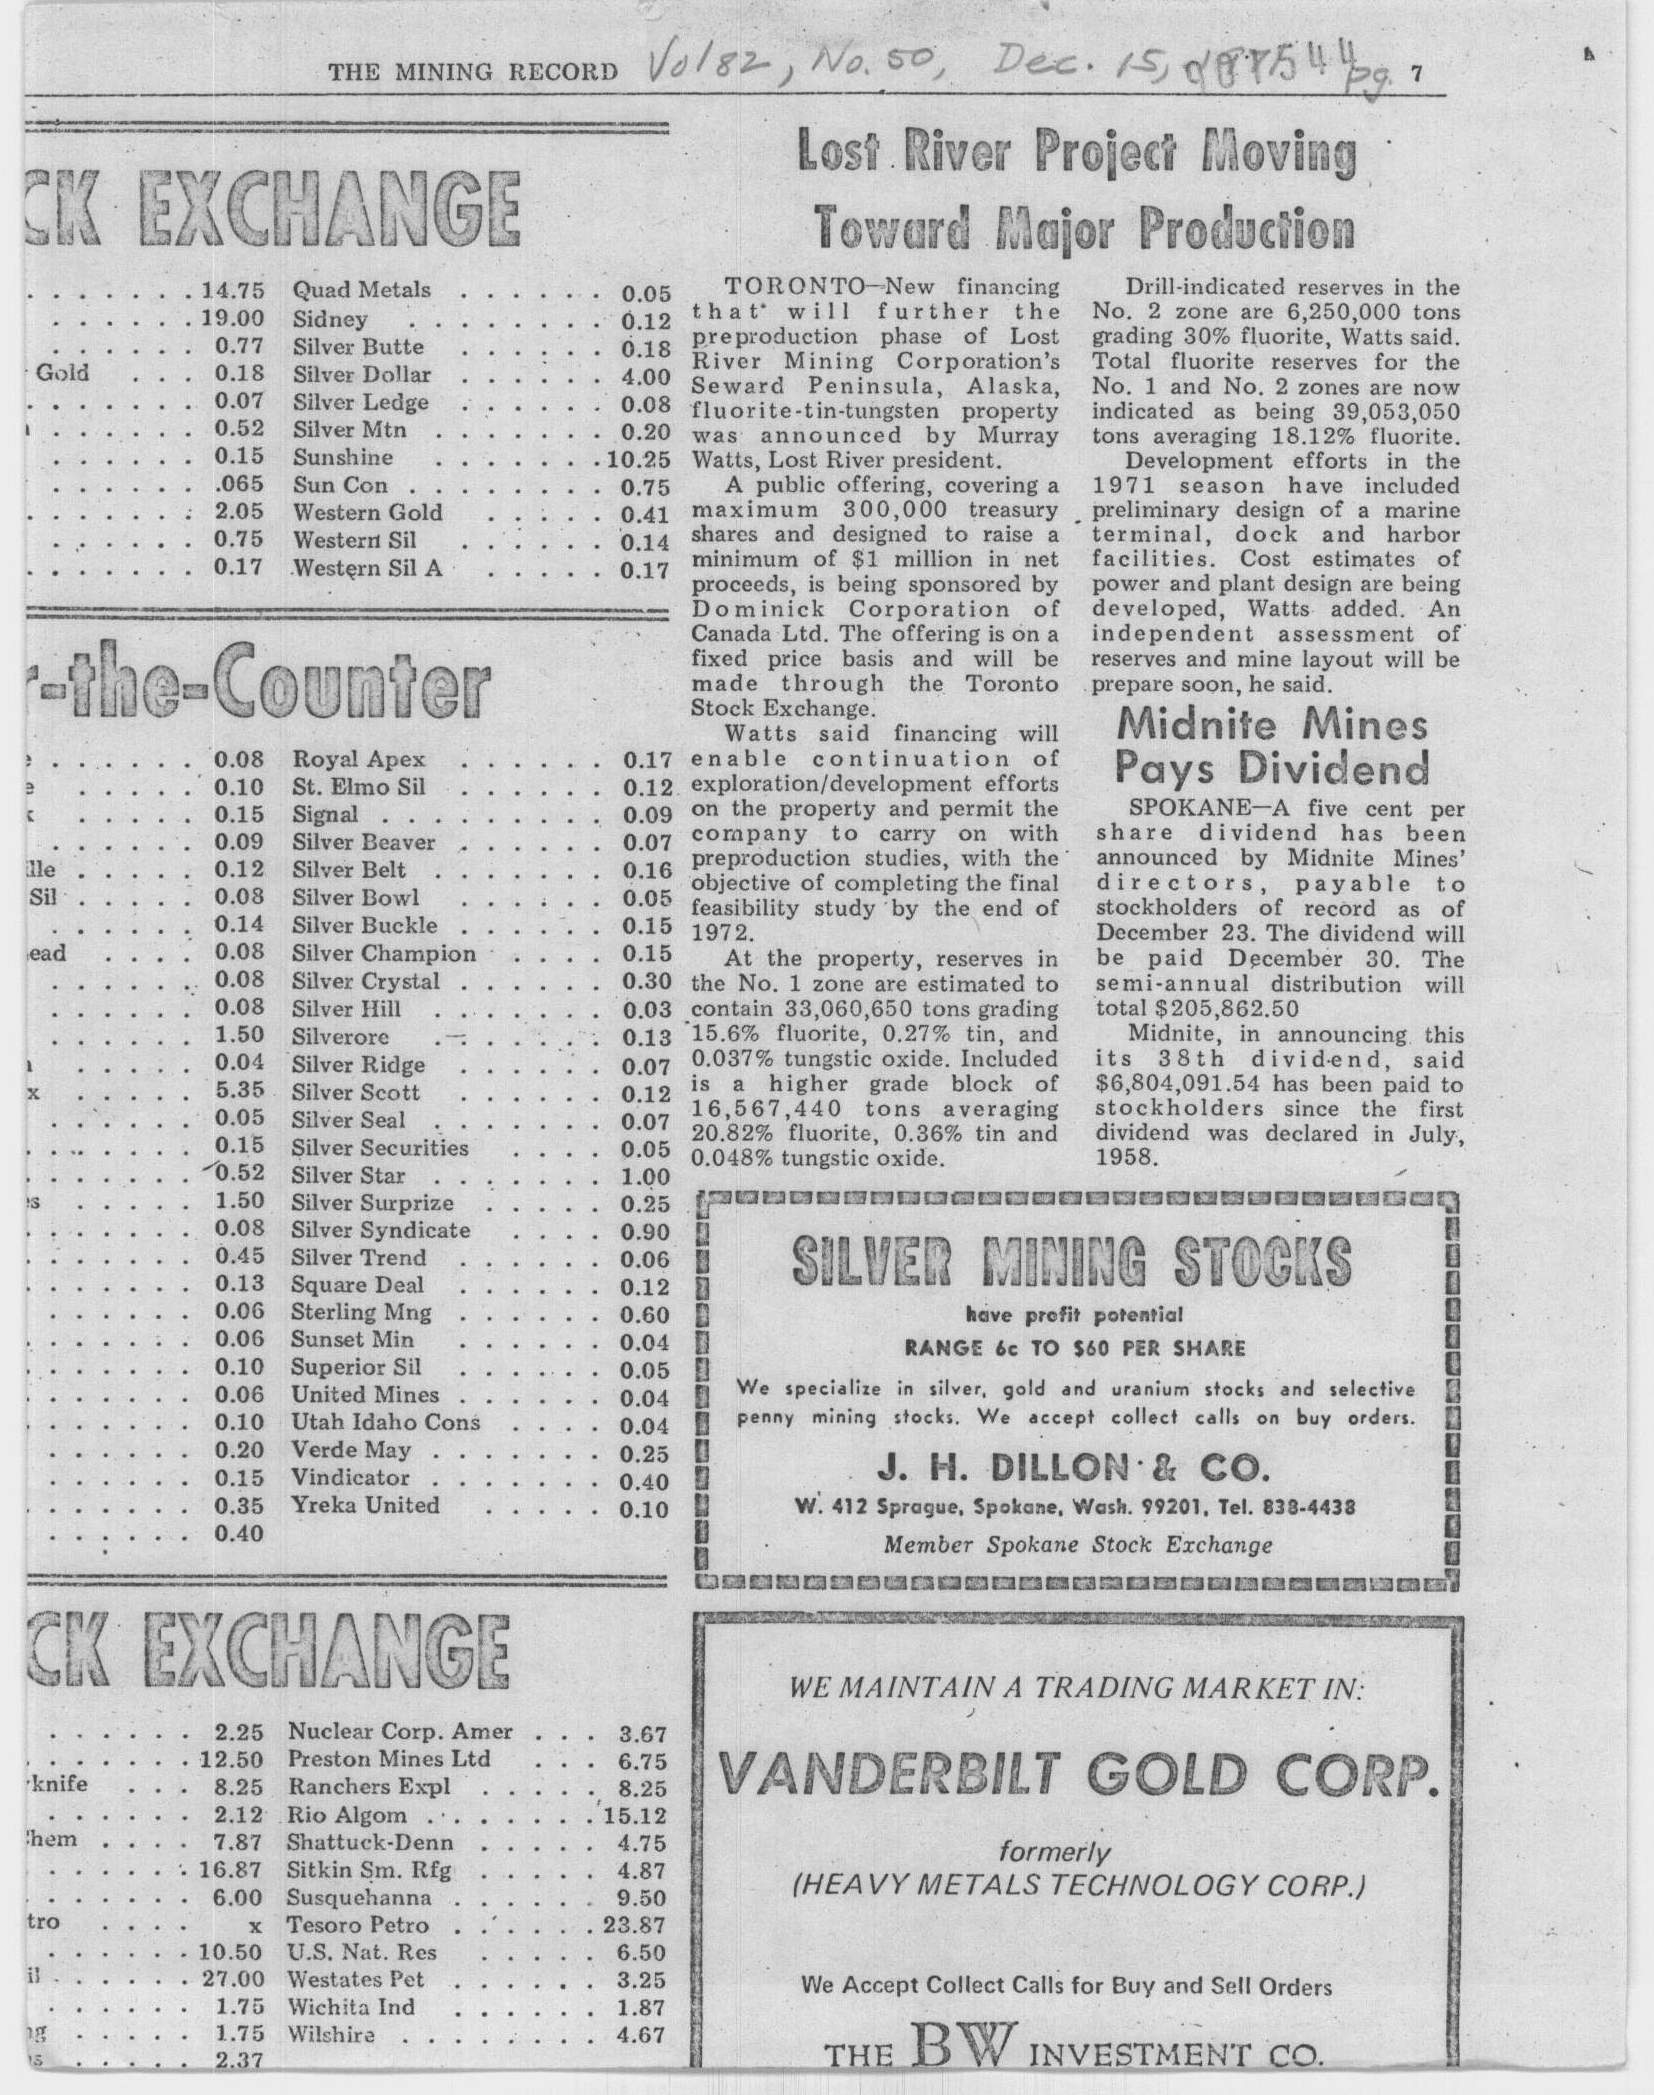 THE MINING RECORD Vol 82, No. 50, Dec. 15, pg. 7
CK EXCHANGE
14.75 Quad Metals 0.05
19.00 Sidney 0.12
0.77 Silver Butte 0.18
Gold 0.18 Silver Dollar 4.00
0.07 Silver Ledge 0.08
0.52 Silver Mtn 0.20
0.15 Sunshine 10.25
.065 Sun Con 0.75
2.05 Western Gold 0.41
0.75 Western Sil 0.14
0.17 Western Sil A 0.17
r-the-Counter
0.08 Royal Apex 0.17
0.10 St. Elmo Sil 0.12
0.15 Signal 0.09
0.09 Silver Beaver 0.07
lle 0.12 Silver Belt 0.16
Sil 0.08 Silver Bowl 0.05
0.14 Silver Buckle 0.15
ead 0.08 Silver Champion 0.15
0.08 Silver Crystal 0.30
0.08 Silver Hill 0.03
1.50 Silverore 0.13
0.04 Silver Ridge 0.07
x 5.35 Silver Scott 0.12
0.05 Silver Seal 0.07
0.15 Silver Securities 0.05
0.52 Silver Star 1.00
s 1.50 Silver Surprize 0.25
0.08 Silver Syndicate 0.90
0.45 Silver Trend 0.06
0.13 Square Deal 0.12
0.06 Sterling Mng 0.60
0.06 Sunset Min 0.04
0.10 Superior Sil 0.05
0.06 United Mines 0.04
0.10 Utah Idaho Cons 0.04
0.20 Verde May 0.25
0.15 Vindicator 0.40
0.35 Yreka United 0.10
0.40
CK EXCHANGE
2.25 Nuclear Corp. Amer 3.67
12.50 Preston Mines Ltd 6.75
knife 8.25 Ranchers Expl 8.25
2.12 Rio Algom 15.12
hem 7.87 Shattuck-Denn 4.75
16.87 Sitkin Sm. Rfg 4.87
6.00 Susquehanna 9.50
tro x Tesoro Petro 23.87
10.50 U.S. Nat. Res 6.50
il 27.00 Westates Pet 3.25
1.75 Wichita Ind 1.87
ng 1.75 Wilshire 4.67
s 2.37
Lost River Project Moving
Toward Major Production
TORONTO—New financing
that will further the
preproduction phase of Lost
River Mining Corporation's
Seward Peninsula, Alaska,
fluorite-tin-tungsten property
was announced by Murray
Watts, Lost River president.
A public offering, covering a
maximum 300,000 treasury
shares and designed to raise a
minimum of $1 million in net
proceeds, is being sponsored by
Dominick Corporation of
Canada Ltd. The offering is on a
fixed price basis and will be
made through the Toronto
Stock Exchange.
Watts said financing will
enable continuation of
exploration/development efforts
on the property and permit the
company to carry on with
preproduction studies, with the
objective of completing the final
feasibility study by the end of
1972.
At the property, reserves in
the No. 1 zone are estimated to
contain 33,060,650 tons grading
15.6% fluorite, 0.27% tin, and
0.037% tungstic oxide. Included
is a higher grade block of
16,567,440 tons averaging
20.82% fluorite, 0.36% tin and
0.048% tungstic oxide.
Drill-indicated reserves in the
No. 2 zone are 6,250,000 tons
grading 30% fluorite, Watts said.
Total fluorite reserves for the
No. 1 and No. 2 zones are now
indicated as being 39,053,050
tons averaging 18.12% fluorite.
Development efforts in the
1971 season have included
preliminary design of a marine
terminal, dock and harbor
facilities. Cost estimates of
power and plant design are being
developed, Watts added. An
independent assessment of
reserves and mine layout will be
prepare soon, he said.
Midnite Mines
Pays Dividend
SPOKANE—A five cent per
share dividend has been
announced by Midnite Mines'
directors, payable to
stockholders of record as of
December 23. The dividend will
be paid December 30. The
semi-annual distribution will
total $205,862.50
Midnite, in announcing this
its 38th dividend, said
$6,804,091.54 has been paid to
stockholders since the first
dividend was declared in July,
1958.
SILVER MINING STOCKS
have profit potential
RANGE 6c TO $60 PER SHARE
We specialize in silver, gold and uranium stocks and selective
penny mining stocks. We accept collect calls on buy orders.
J. H. DILLON & CO.
W. 412 Sprague, Spokane, Wash. 99201, Tel. 838-4438
Member Spokane Stock Exchange
WE MAINTAIN A TRADING MARKET IN:
VANDERBILT GOLD CORP.
formerly
(HEAVY METALS TECHNOLOGY CORP.)
We Accept Collect Calls for Buy and Sell Orders
THE BW INVESTMENT CO.